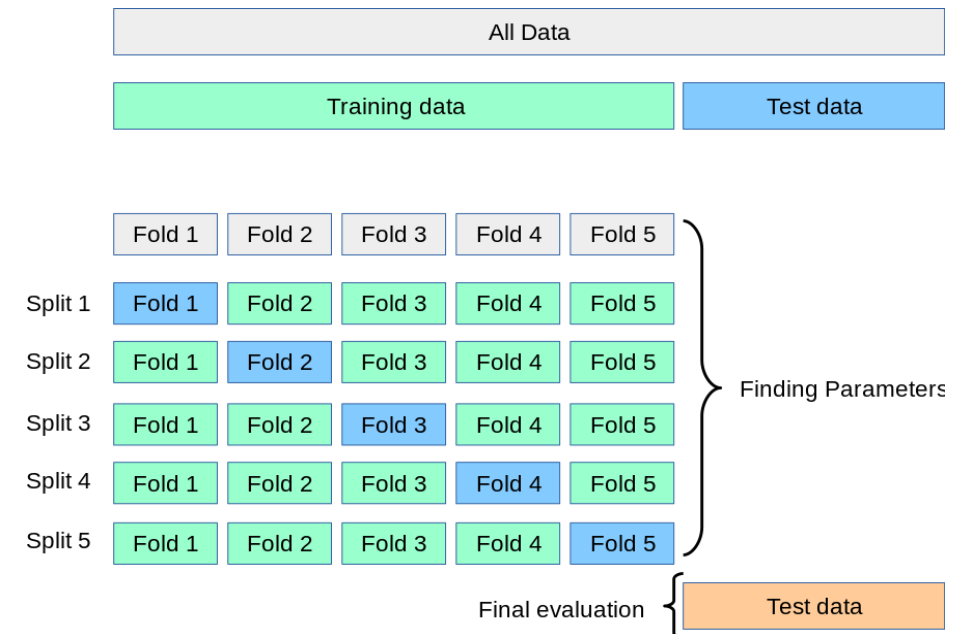 All Data
Training data Test data
Fold 1 Fold 2 Fold 3 Fold 4 Fold 5
Split 1 Fold 1 Fold 2 Fold 3 Fold 4 Fold 5
Split 2 Fold 1 Fold 2 Fold 3 Fold 4 Fold 5
Finding Parameters
Split 3 Fold 1 Fold 2 Fold 3 Fold 4 Fold 5
Split 4 Fold 1 Fold 2 Fold 3 Fold 4 Fold 5
Split 5 Fold 1 Fold 2 Fold 3 Fold 4 Fold 5
Final evaluation Test data